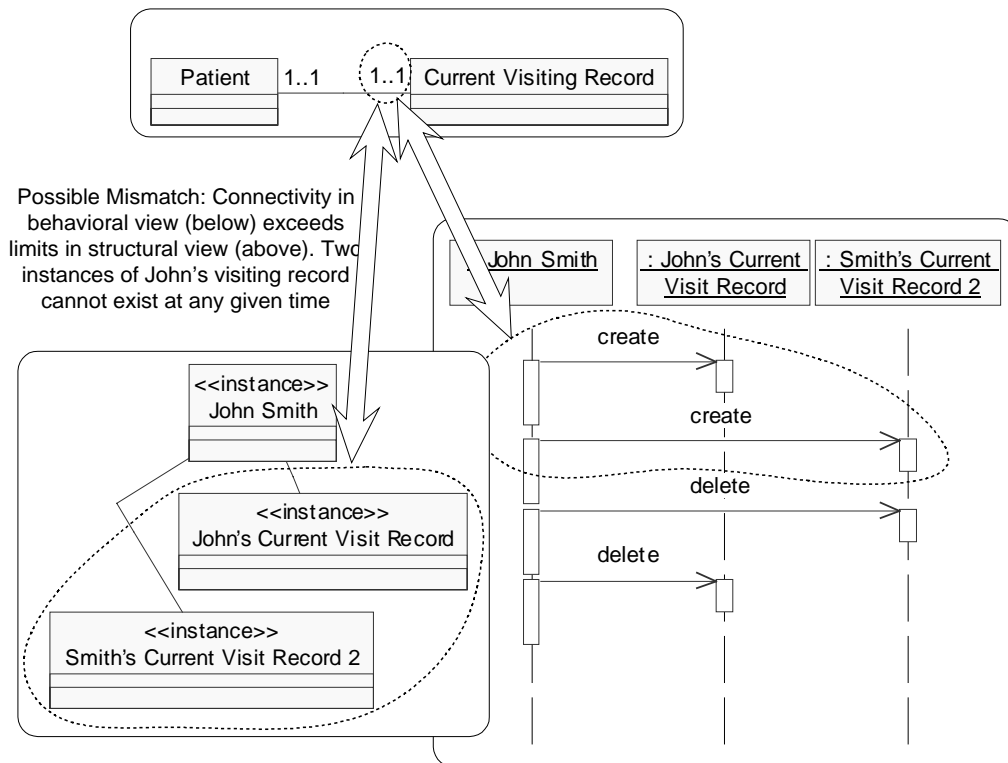 Patient 1..1 1..1 Current Visiting Record
Possible Mismatch: Connectivity in
behavioral view (below) exceeds
limits in structural view (above). Two
instances of John's visiting record
cannot exist at any given time
: John Smith
: John's Current
Visit Record
: Smith's Current
Visit Record 2
create
create
delete
delete
<<instance>>
John Smith
<<instance>>
John's Current Visit Record
<<instance>>
Smith's Current Visit Record 2